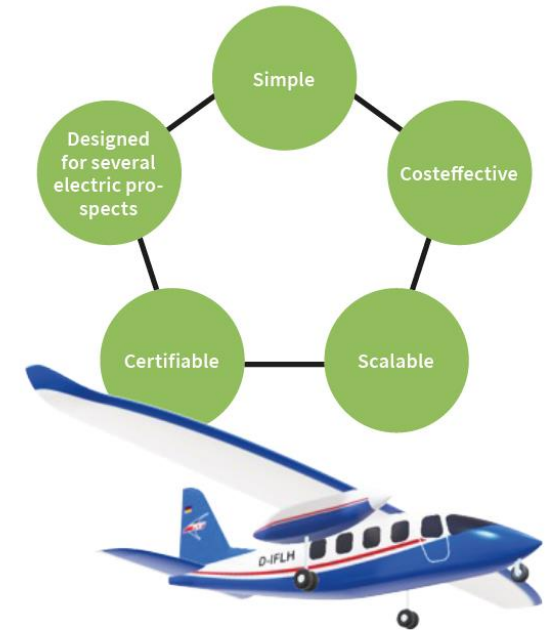 Simple
Designed
for several
electric pro-
spects
Costeffective
Certifiable
Scalable
D-IFLH